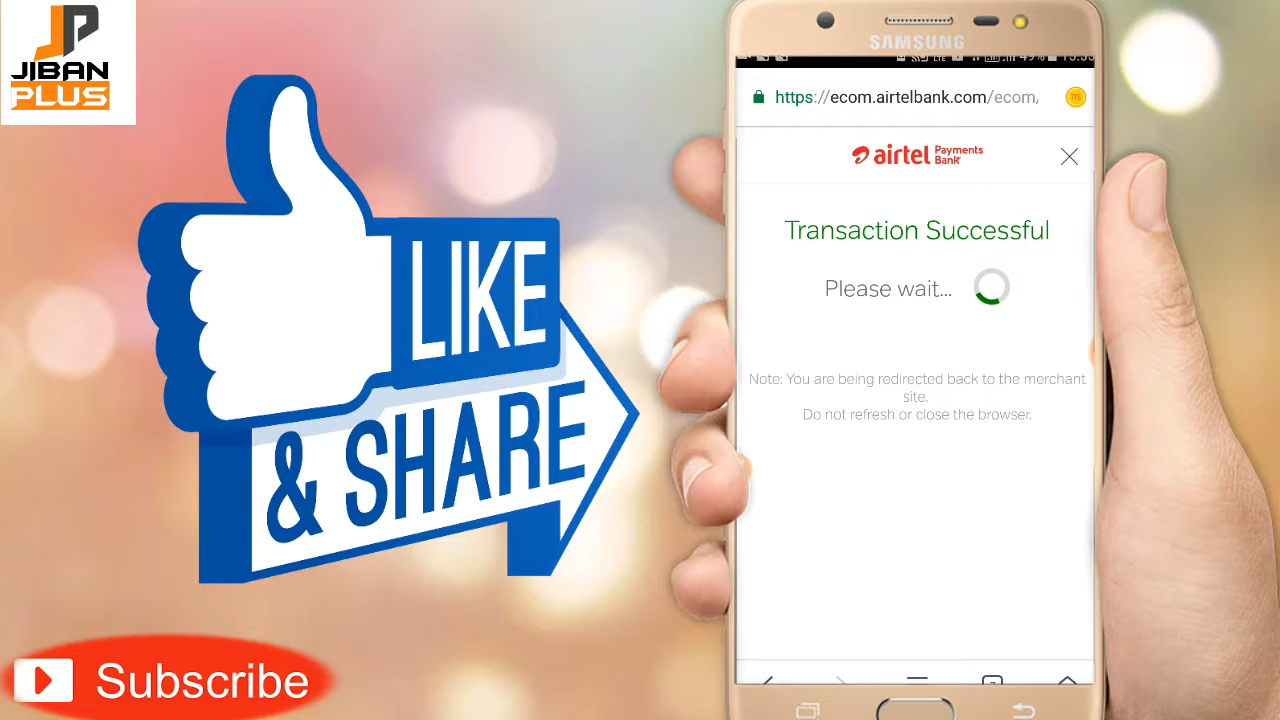 JIBAN
PLUS
LIKE
& SHARE
Subscribe
SAMSUNG
49%
https://ecom.airtelbank.com/ecom,
airtel Payments
Bank
Transaction Successful
Please wait...
Note: You are being redirected back to the merchant
site.
Do not refresh or close the browser.